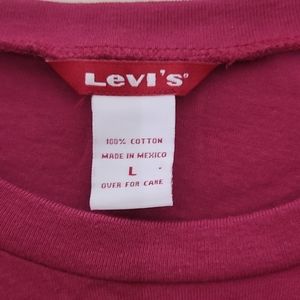 Levi's®
100% COTTON
MADE IN MEXICO
L
OVER FOR CARE